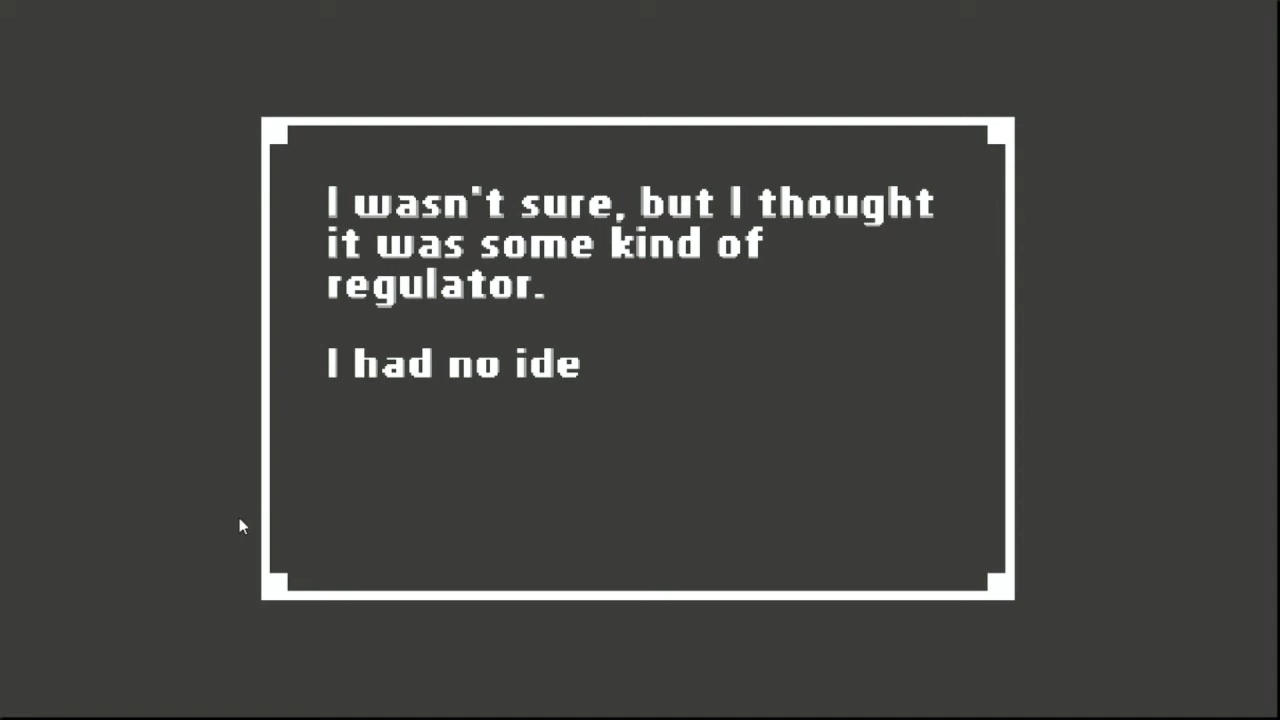 I wasn't sure, but I thought
it was some kind of
regulator.
I had no ide